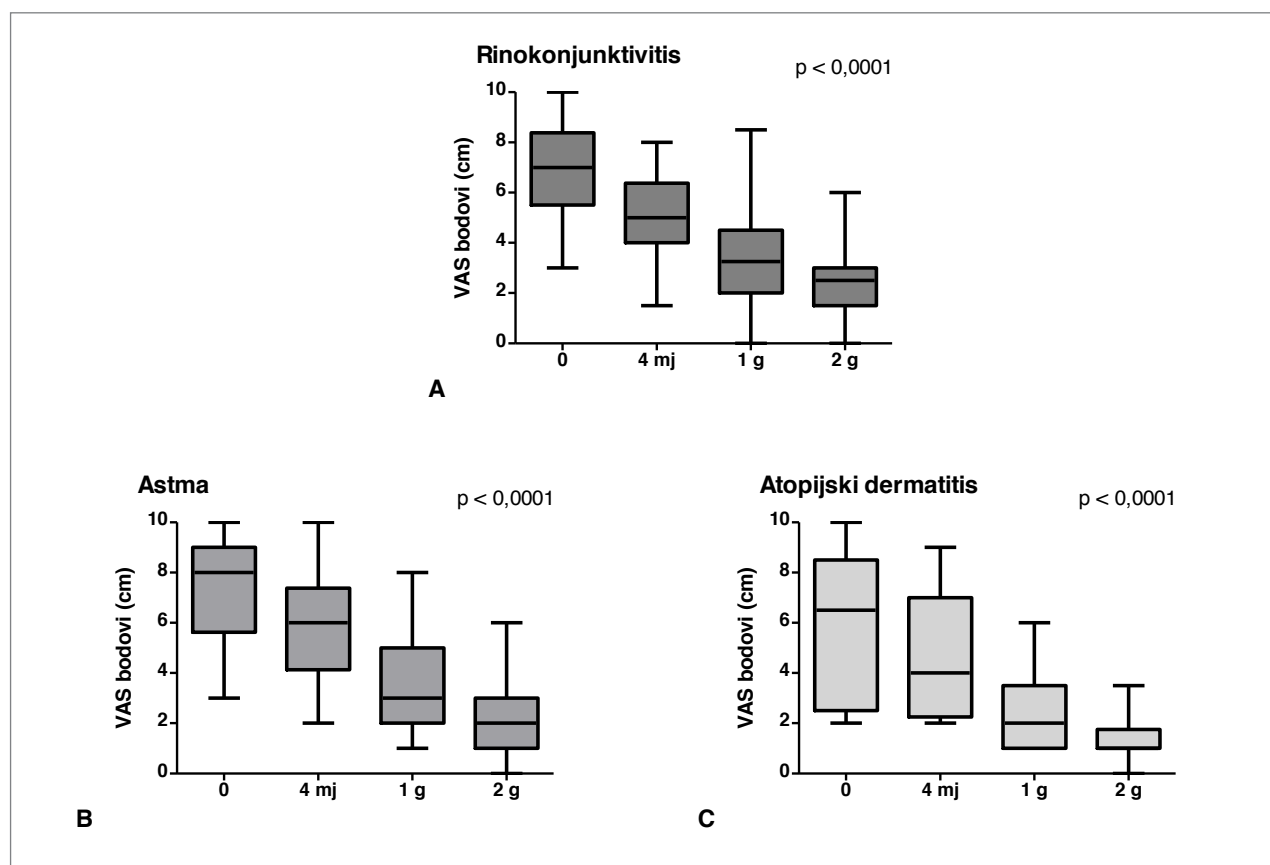 Rinokonjunktivitis
p < 0,0001
VAS bodovi (cm)
10
8
6
4
2
0
0 4 mj 1 g 2 g
A
Astma
p < 0,0001
VAS bodovi (cm)
10
8
6
4
2
0
0 4 mj 1 g 2 g
B
Atopijski dermatitis
p < 0,0001
VAS bodovi (cm)
10
8
6
4
2
0
0 4 mj 1 g 2 g
C